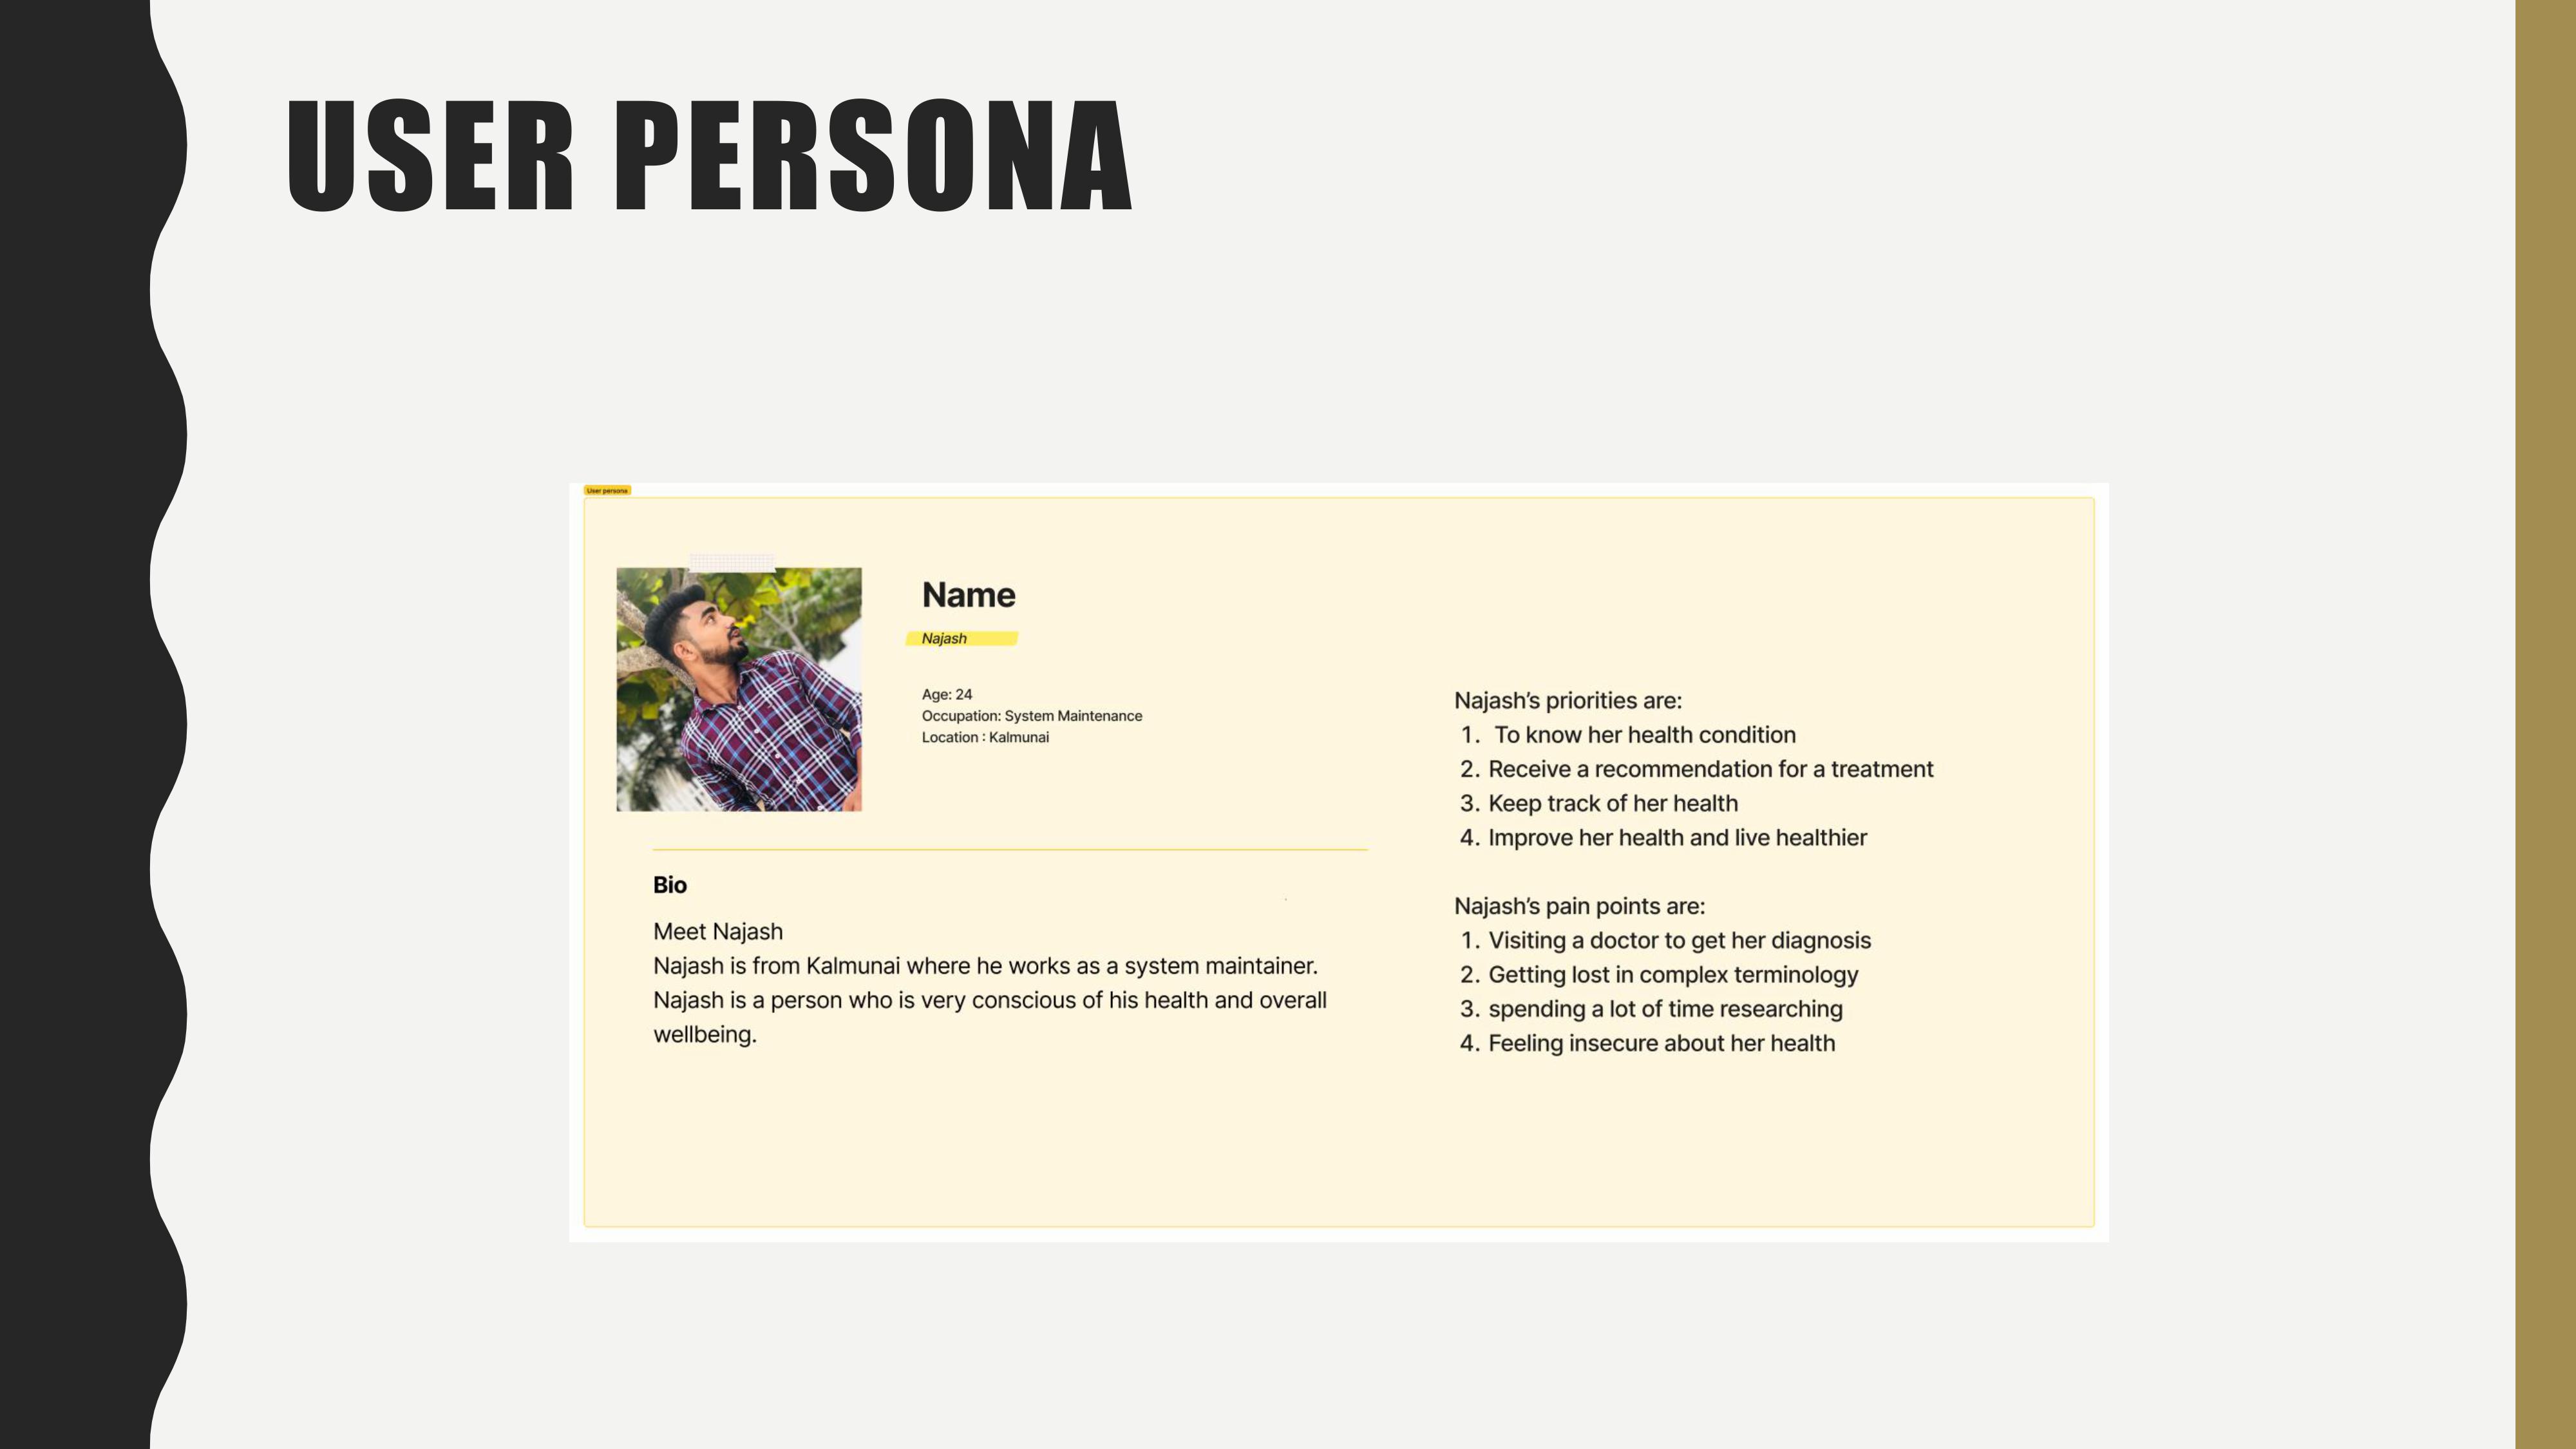 USER PERSONA
User persona
Name
Najash
Age: 24
Occupation: System Maintenance
Location : Kalmunai
Bio
Meet Najash
Najash is from Kalmunai where he works as a system maintainer.
Najash is a person who is very conscious of his health and overall
wellbeing.
Najash’s priorities are:
1. To know her health condition
2. Receive a recommendation for a treatment
3. Keep track of her health
4. Improve her health and live healthier
Najash’s pain points are:
1. Visiting a doctor to get her diagnosis
2. Getting lost in complex terminology
3. spending a lot of time researching
4. Feeling insecure about her health